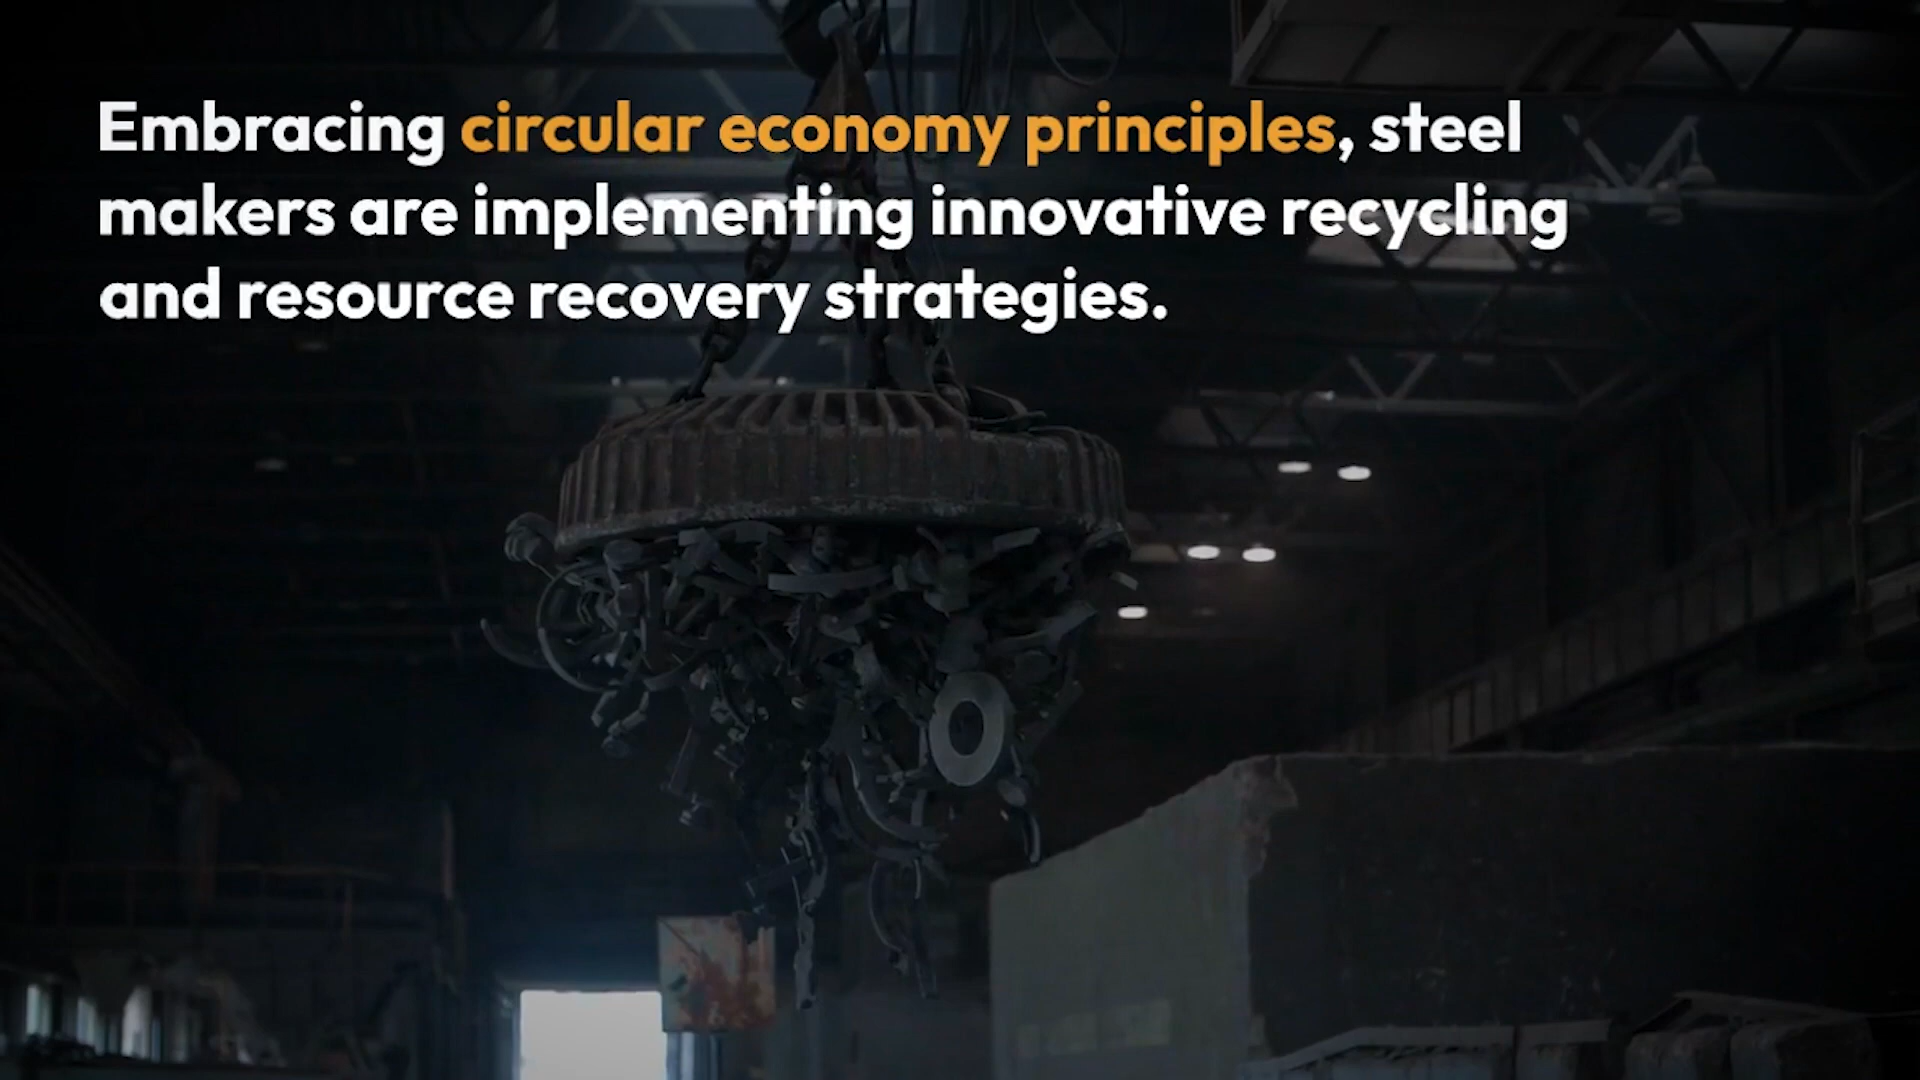 Embracing circular economy principles, steel
makers are implementing innovative recycling
and resource recovery strategies.